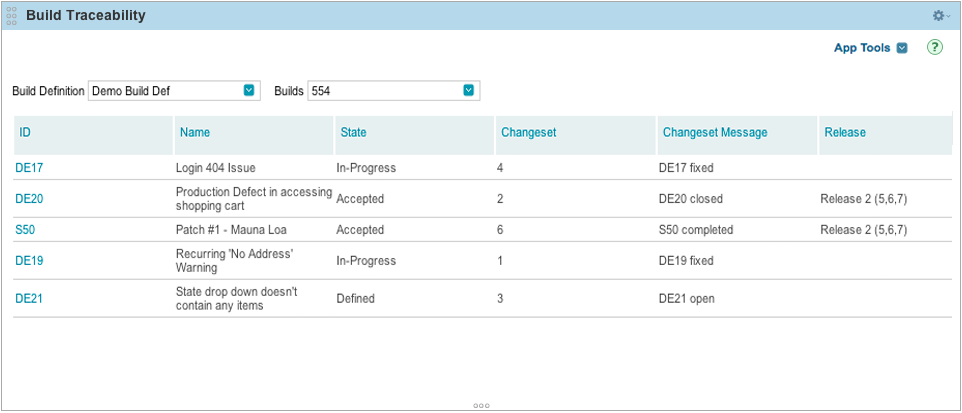 Build Traceability
App Tools ?
Build Definition Demo Build Def Builds 554
ID Name State Changeset Changeset Message Release
DE17 Login 404 Issue In-Progress 4 DE17 fixed
DE20 Production Defect in accessing shopping cart Accepted 2 DE20 closed Release 2 (5,6,7)
S50 Patch #1 - Mauna Loa Accepted 6 S50 completed Release 2 (5,6,7)
DE19 Recurring 'No Address' Warning In-Progress 1 DE19 fixed
DE21 State drop down doesn't contain any items Defined 3 DE21 open